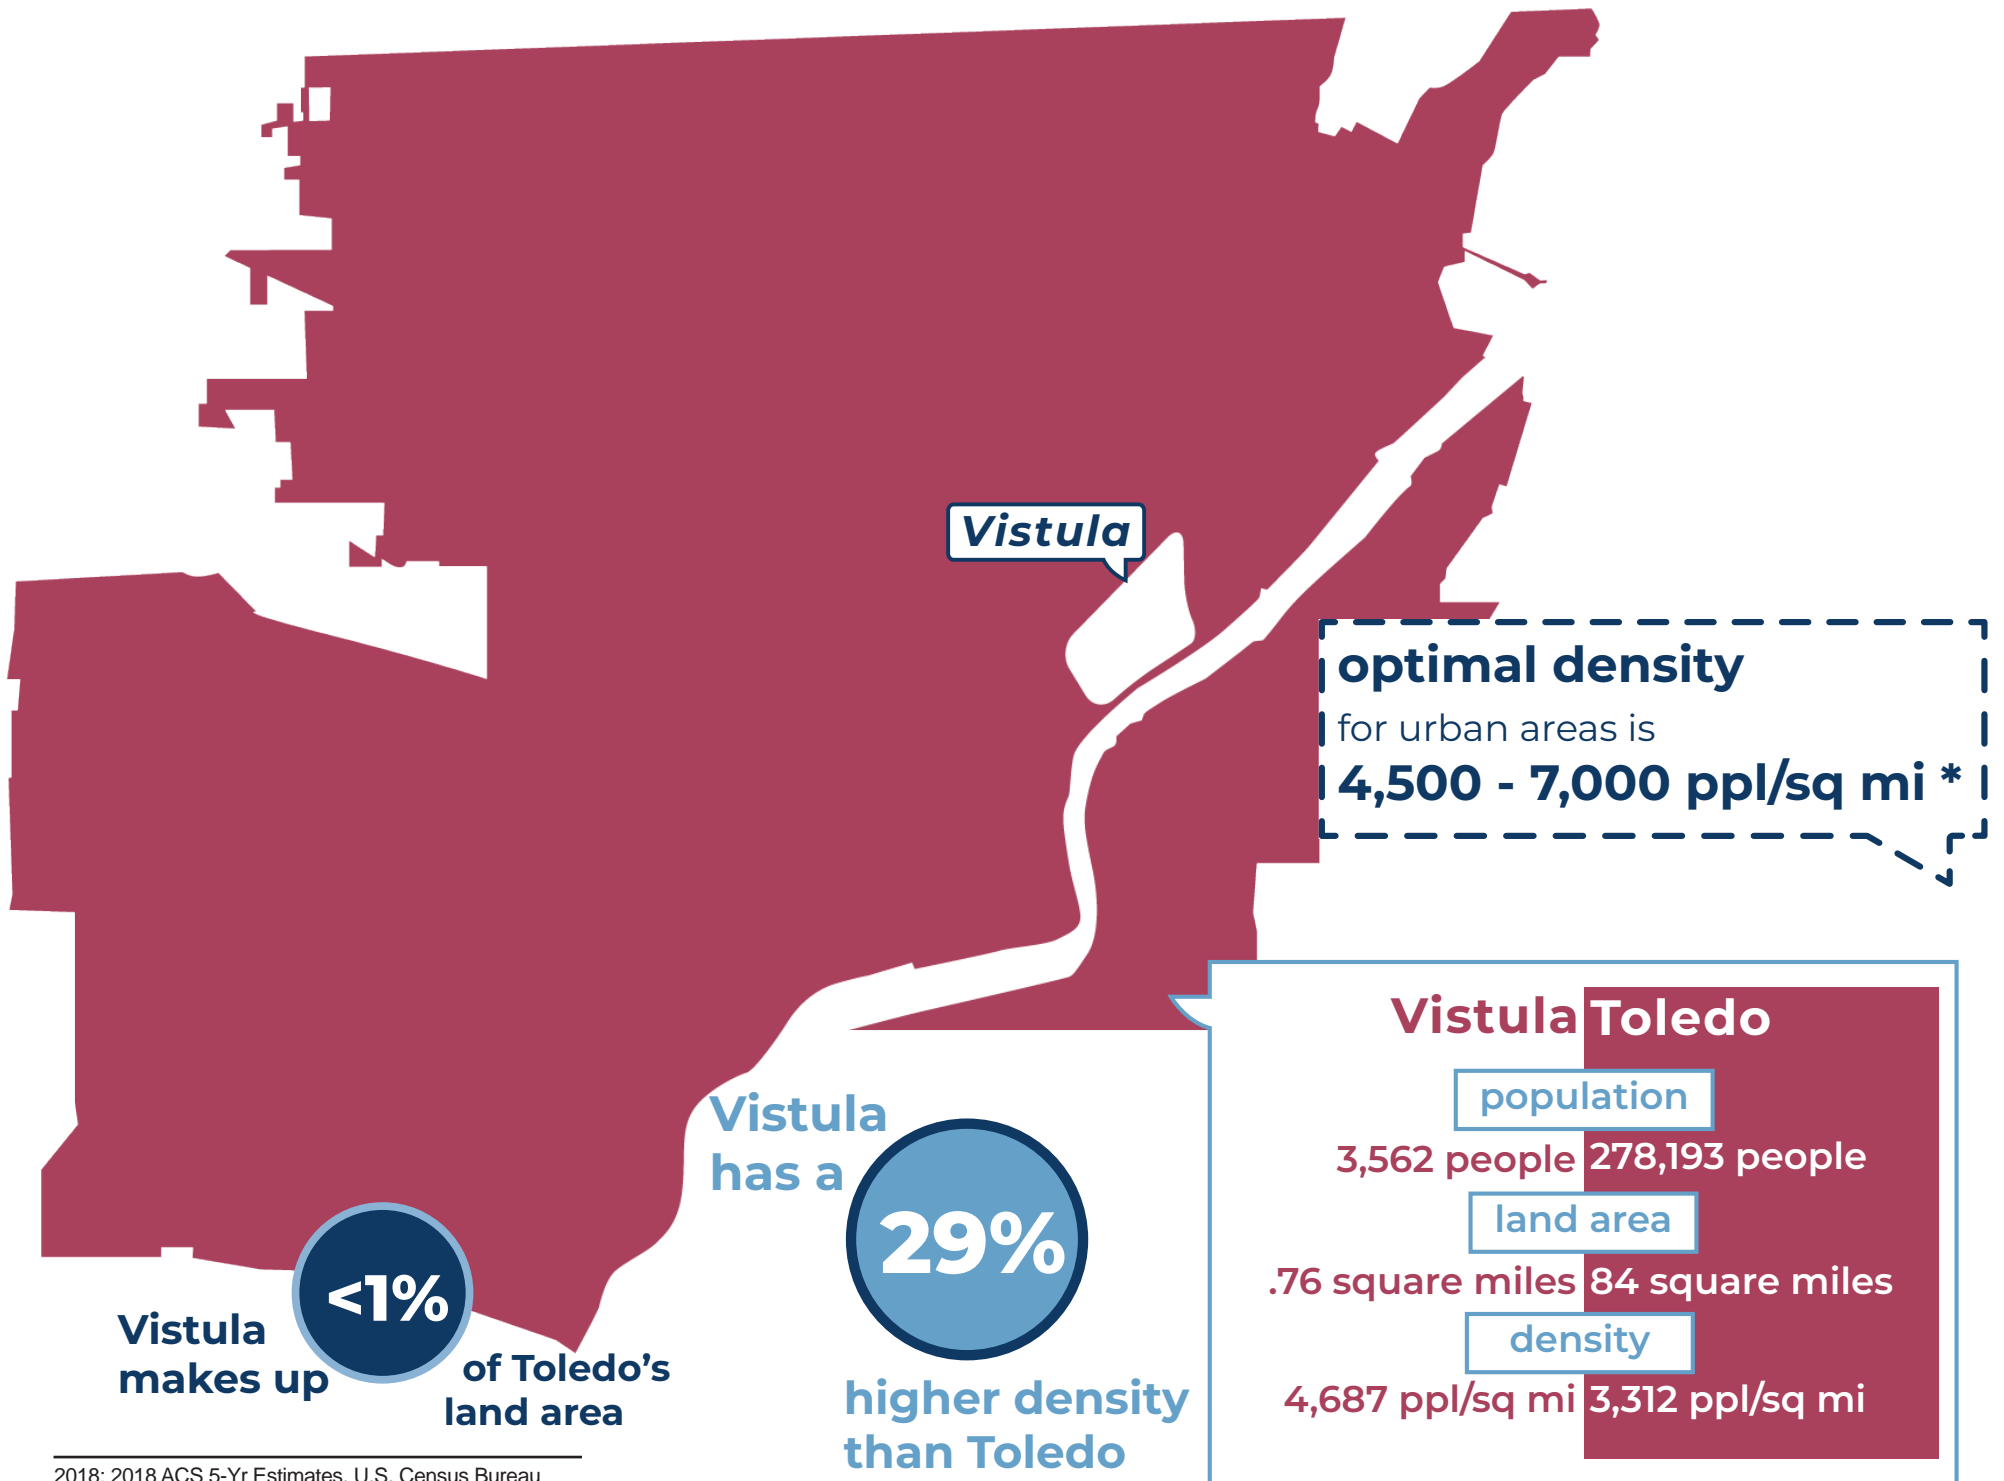 Vistula
optimal density
for urban areas is
4,500 - 7,000 ppl/sq mi *
Vistula Toledo
population
3,562 people 278,193 people
land area
.76 square miles 84 square miles
density
4,687 ppl/sq mi 3,312 ppl/sq mi
Vistula
has a
29%
higher density
than Toledo
Vistula
makes up
<1%
of Toledo's
land area
2018: 2018 ACS 5-Yr Estimates, U.S. Census Bureau